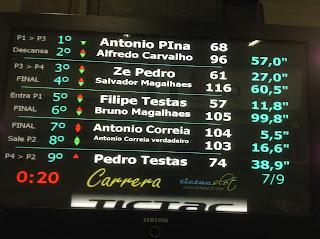 P1 > P3 1º Antonio PIna 68
Descansa 2º Alfredo Carvalho 96 57,0"
P3 > P4 3º Ze Pedro 61 27,0"
FINAL 4º Salvador Magalhaes 116 60,5"
Entra P1 5º Filipe Testas 57 11,8"
FINAL 6º Bruno Magalhaes 105 99,8"
FINAL 7º Antonio Correia 104 5,5"
Sale P2 8º Antonio Correia verdadeiro 103 16,6"
P4 > P2 9º Pedro Testas 74 38,9"
0:20 Carrera tictacslot 7/9
TICTAC
SAMSUNG